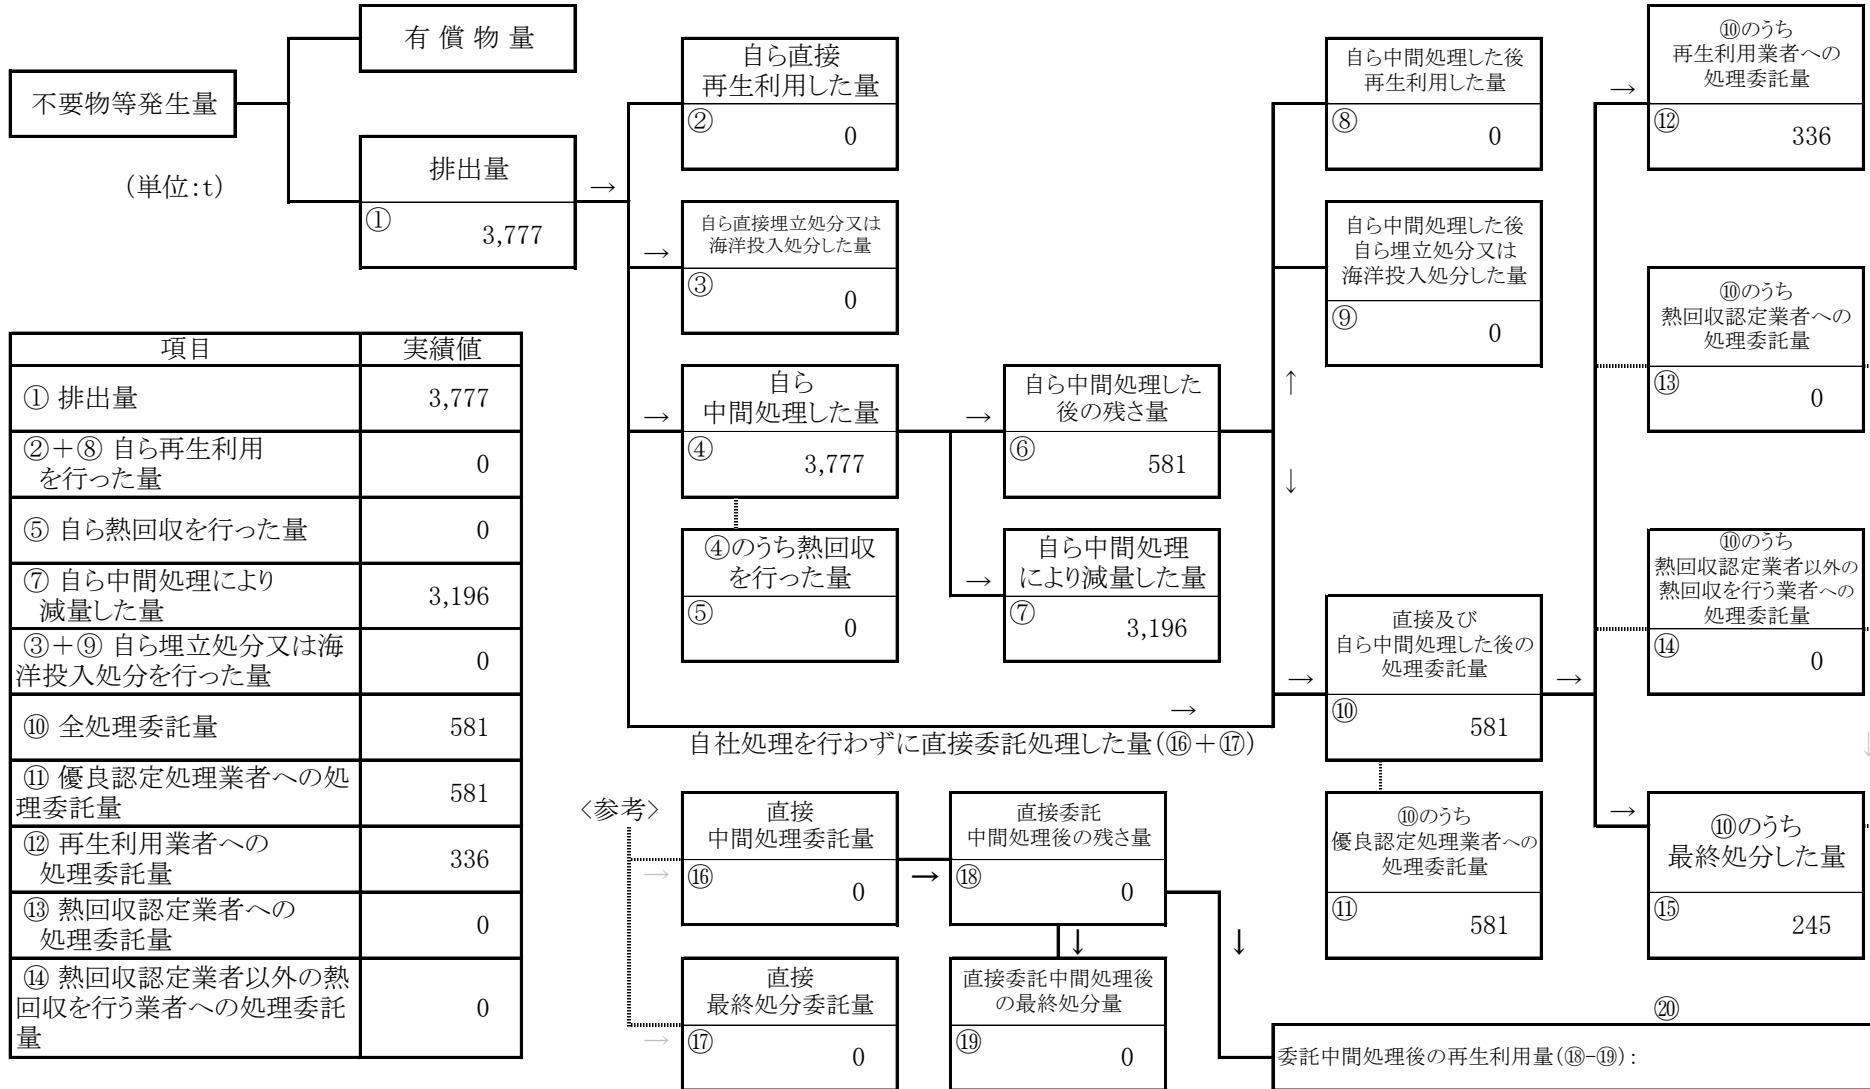 有 償 物 量
不要物等発生量
(単位:t)
排出量
①
3,777
→
自ら直接
再生利用した量
②
0
→
自ら直接埋立処分又は
海洋投入処分した量
③
0
→
自ら
中間処理した量
④
3,777
④のうち熱回収
を行った量
⑤
0
→
自ら中間処理した
後の残さ量
⑥
581
→
自ら中間処理
により減量した量
⑦
3,196
自ら中間処理した後
再生利用した量
⑧
0
自ら中間処理した後
自ら埋立処分又は
海洋投入処分した量
⑨
0
↑
↓
→
自社処理を行わずに直接委託処理した量(⑯+⑰)
→
直接及び
自ら中間処理した後の
処理委託量
⑩
581
⑩のうち
優良認定処理業者への
処理委託量
⑪
581
→
→
⑩のうち
再生利用業者への
処理委託量
⑫
336
⑩のうち
熱回収認定業者への
処理委託量
⑬
0
⑩のうち
熱回収認定業者以外の
熱回収を行う業者への
処理委託量
⑭
0
↓
→
⑩のうち
最終処分した量
⑮
245
項目 実績値
① 排出量 3,777
②+⑧ 自ら再生利用
を行った量 0
⑤ 自ら熱回収を行った量 0
⑦ 自ら中間処理により
減量した量 3,196
③+⑨ 自ら埋立処分又は海
洋投入処分を行った量 0
⑩ 全処理委託量 581
⑪ 優良認定処理業者への処
理委託量 581
⑫ 再生利用業者への
処理委託量 336
⑬ 熱回収認定業者への
処理委託量 0
⑭ 熱回収認定業者以外の熱
回収を行う業者への処理委託
量 0
〈参考〉
→
直接
中間処理委託量
⑯
0
→
直接委託
中間処理後の残さ量
⑱
0
↓
↓
→
直接
最終処分委託量
⑰
0
直接委託中間処理後
の最終処分量
⑲
0
⑳
委託中間処理後の再生利用量(⑱-⑲):